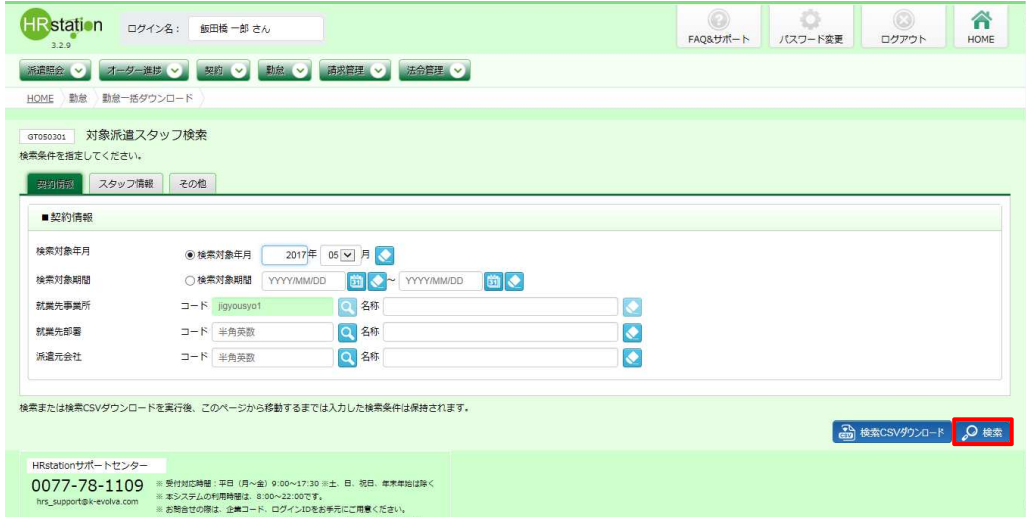 HRstation
3.2.9
ログイン名： 飯田橋 一郎 さん
FAQ&サポート パスワード変更 ログアウト HOME
派遣照会 オーダー進捗 契約 勤怠 請求管理 法令管理
HOME 勤怠 勤怠一括ダウンロード
GT050301 対象派遣スタッフ検索
検索条件を指定してください。
契約情報 スタッフ情報 その他
■契約情報
検索対象年月 検索対象年月 2017年 05 月
検索対象期間 検索対象期間 YYYY/MM/DD 31 ～ YYYY/MM/DD 31
就業先事業所 コード jigyousyo1 名称
就業先部署 コード 半角英数 名称
派遣元会社 コード 半角英数 名称
検索または検索CSVダウンロードを実行後、このページから移動するまでは入力した検索条件は保持されます。
CSV 検索CSVダウンロード 検索
HRstationサポートセンター
0077-78-1109
hrs_support@k-evolva.com
※ 受付対応時間：平日（月～金）9:00～17:30 ※土、日、祝日、年末年始は除く
※ 本システムの利用時間は、8:00～22:00です。
※ お問合せの際は、企業コード、ログインIDをお手元にご用意ください。